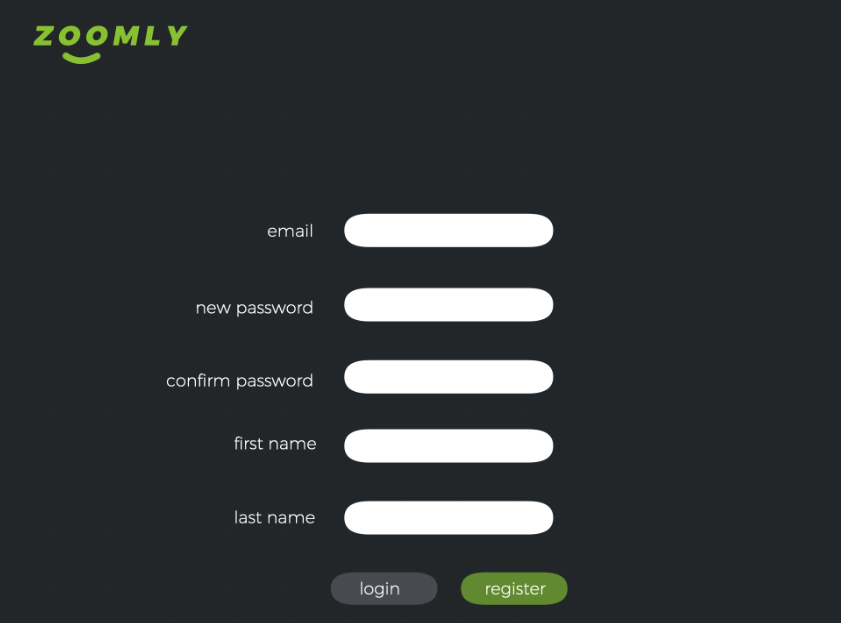 ZOOMLY
email
new password
confirm password
first name
last name
login register